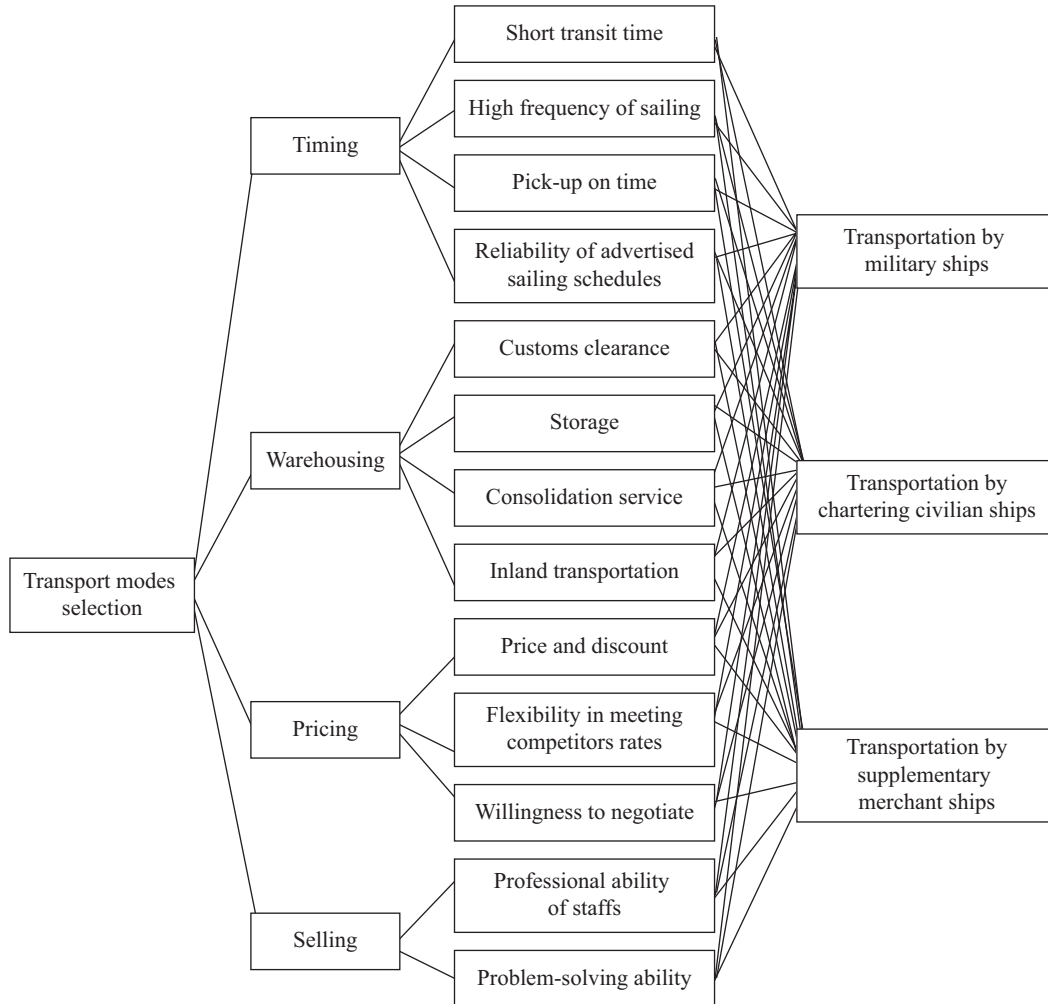 Transport modes
selection
Timing
Warehousing
Pricing
Selling
Short transit time
High frequency of sailing
Pick-up on time
Reliability of advertised
sailing schedules
Customs clearance
Storage
Consolidation service
Inland transportation
Price and discount
Flexibility in meeting
competitors rates
Willingness to negotiate
Professional ability
of staffs
Problem-solving ability
Transportation by
military ships
Transportation by
chartering civilian ships
Transportation by
supplementary
merchant ships